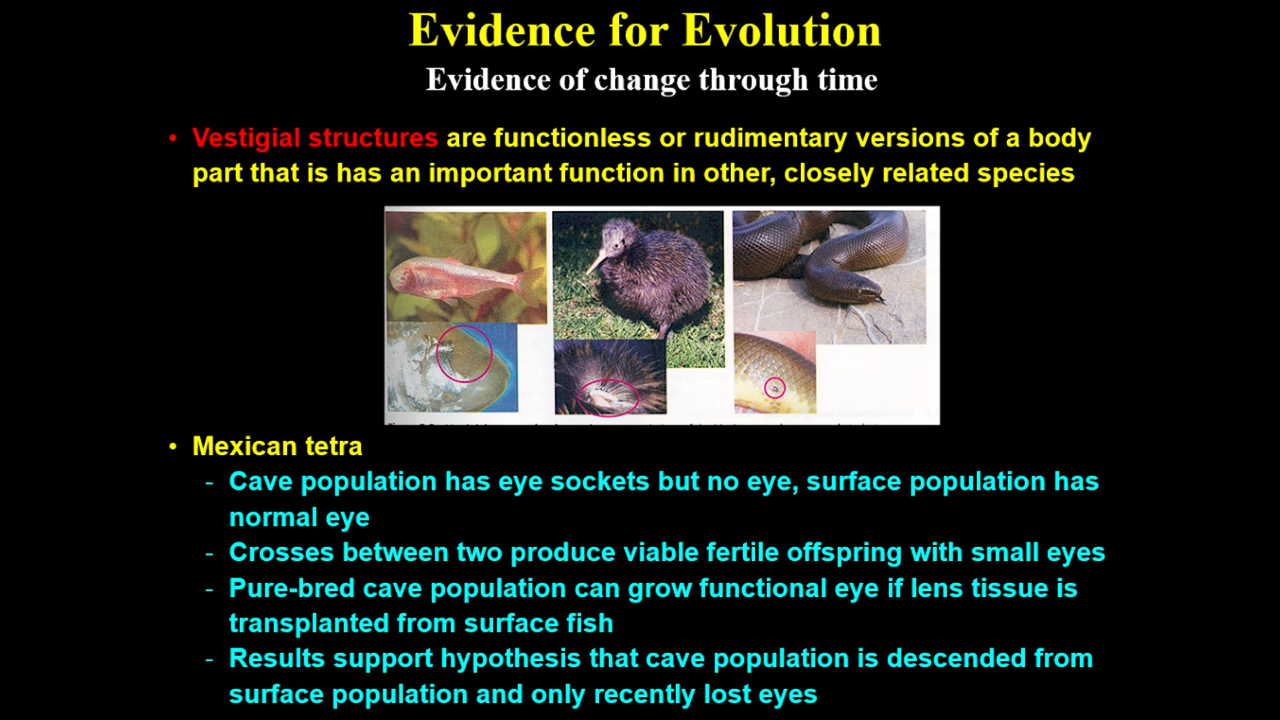 Evidence for Evolution
Evidence of change through time
• Vestigial structures are functionless or rudimentary versions of a body
part that is has an important function in other, closely related species
• Mexican tetra
- Cave population has eye sockets but no eye, surface population has
normal eye
- Crosses between two produce viable fertile offspring with small eyes
- Pure-bred cave population can grow functional eye if lens tissue is
transplanted from surface fish
- Results support hypothesis that cave population is descended from
surface population and only recently lost eyes